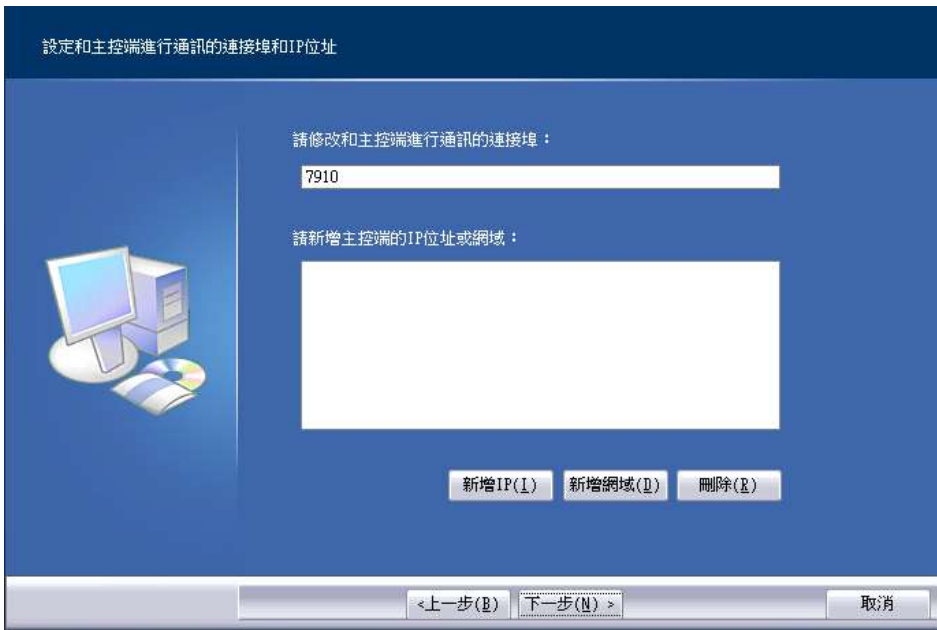 設定和主控端進行通訊的連接埠和IP位址
請修改和主控端進行通訊的連接埠：
7910
請新增主控端的IP位址或網域：
新增IP(I) 新增網域(D) 刪除(R)
<上一步(B) 下一步(N) > 取消